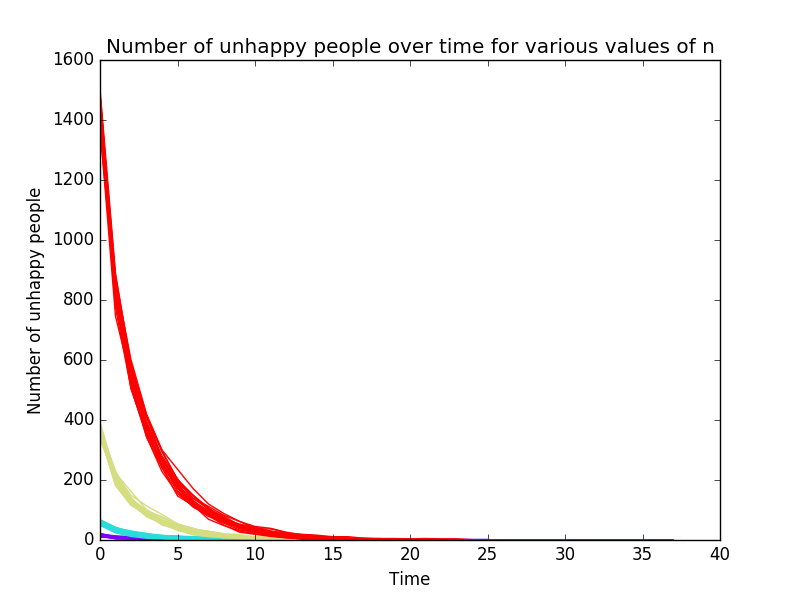 Number of unhappy people over time for various values of n
1600
1400
1200
1000
800
600
400
200
0
Number of unhappy people
0 5 10 15 20 25 30 35 40
Time